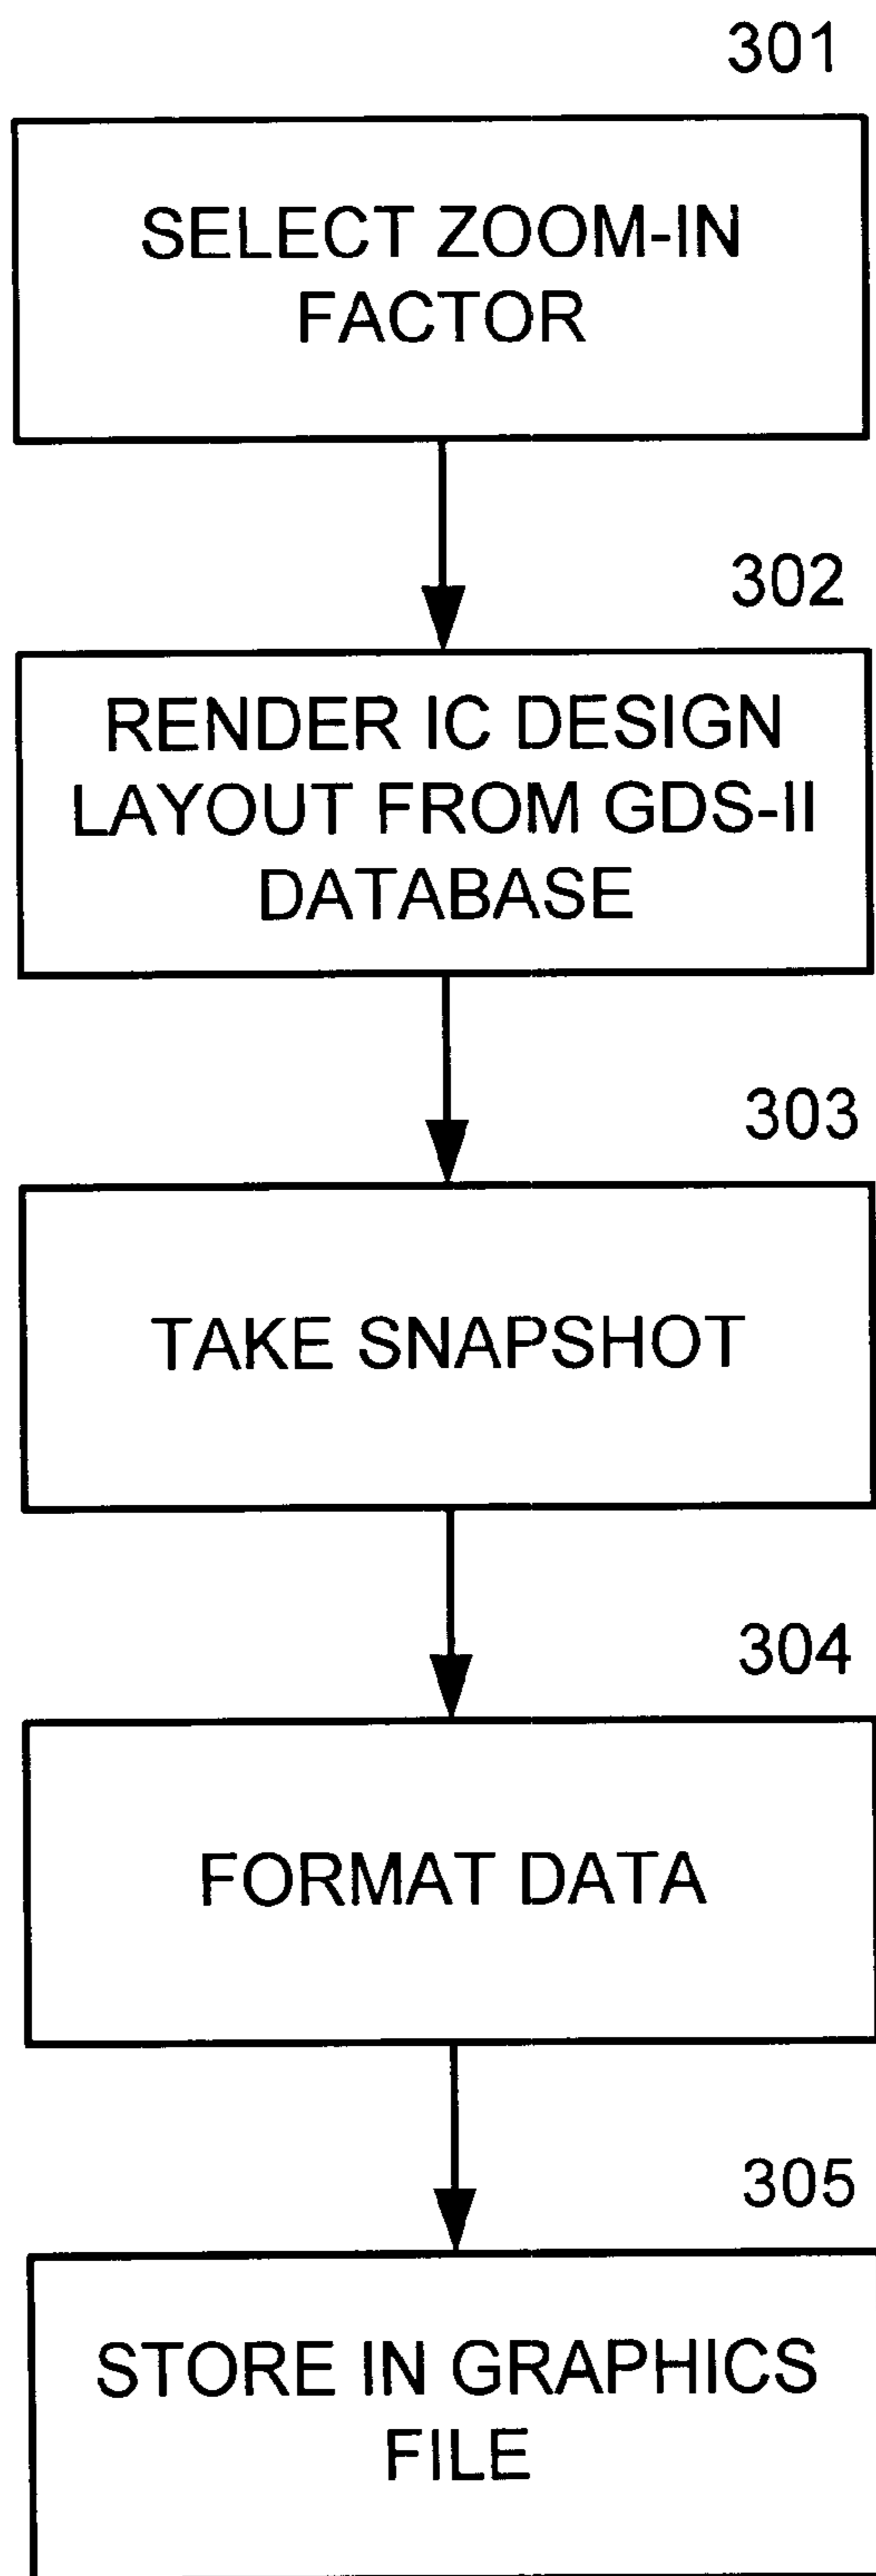 301
SELECT ZOOM-IN
FACTOR
302
RENDER IC DESIGN
LAYOUT FROM GDS-II
DATABASE
303
TAKE SNAPSHOT
304
FORMAT DATA
305
STORE IN GRAPHICS
FILE